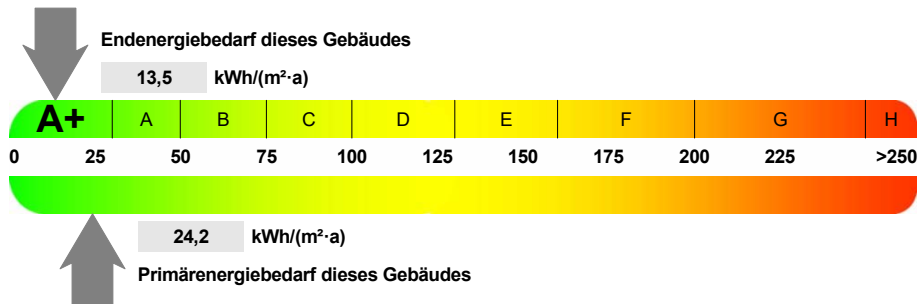 Endenergiebedarf dieses Gebäudes
13,5 kWh/(m²·a)
A+ A B C D E F G H
0 25 50 75 100 125 150 175 200 225 >250
24,2 kWh/(m²·a)
Primärenergiebedarf dieses Gebäudes